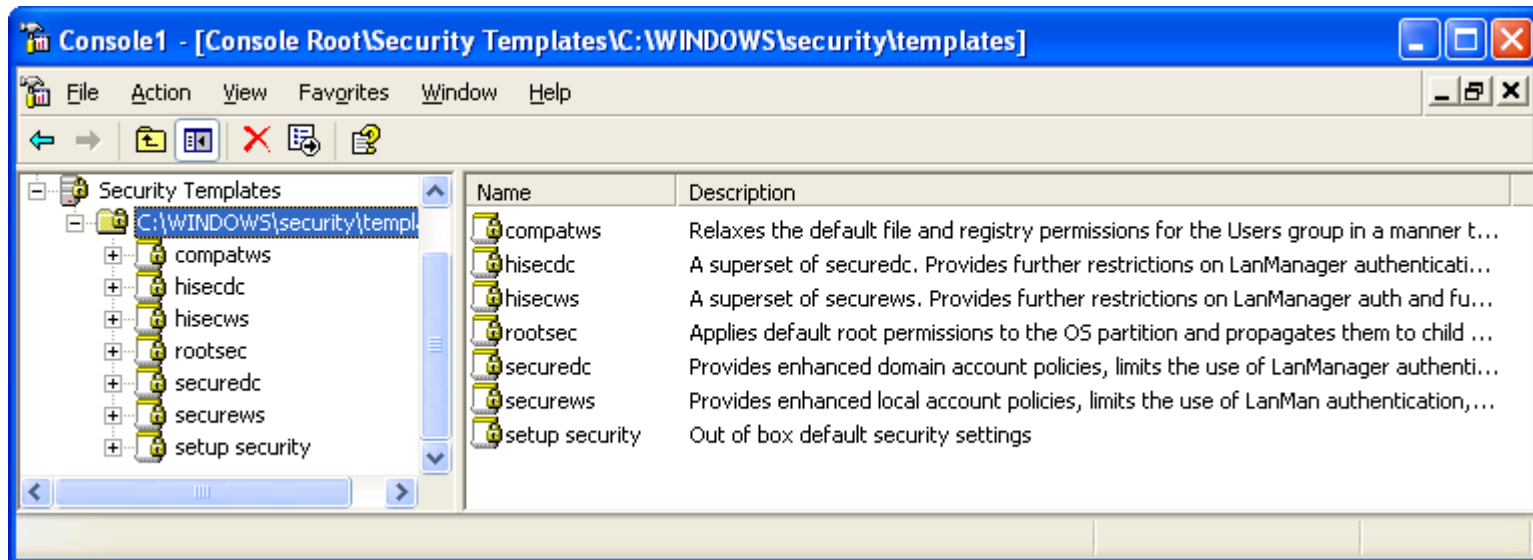 Console1 - [Console Root\Security Templates\C:\WINDOWS\security\templates]
File Action View Favorites Window Help
Security Templates
C:\WINDOWS\security\templ
compatws
hisecdc
hisecws
rootsec
securedc
securews
setup security
Name Description
compatws Relaxes the default file and registry permissions for the Users group in a manner t...
hisecdc A superset of securedc. Provides further restrictions on LanManager authenticati...
hisecws A superset of securews. Provides further restrictions on LanManager auth and fu...
rootsec Applies default root permissions to the OS partition and propagates them to child ...
securedc Provides enhanced domain account policies, limits the use of LanManager authenti...
securews Provides enhanced local account policies, limits the use of LanMan authentication,...
setup security Out of box default security settings